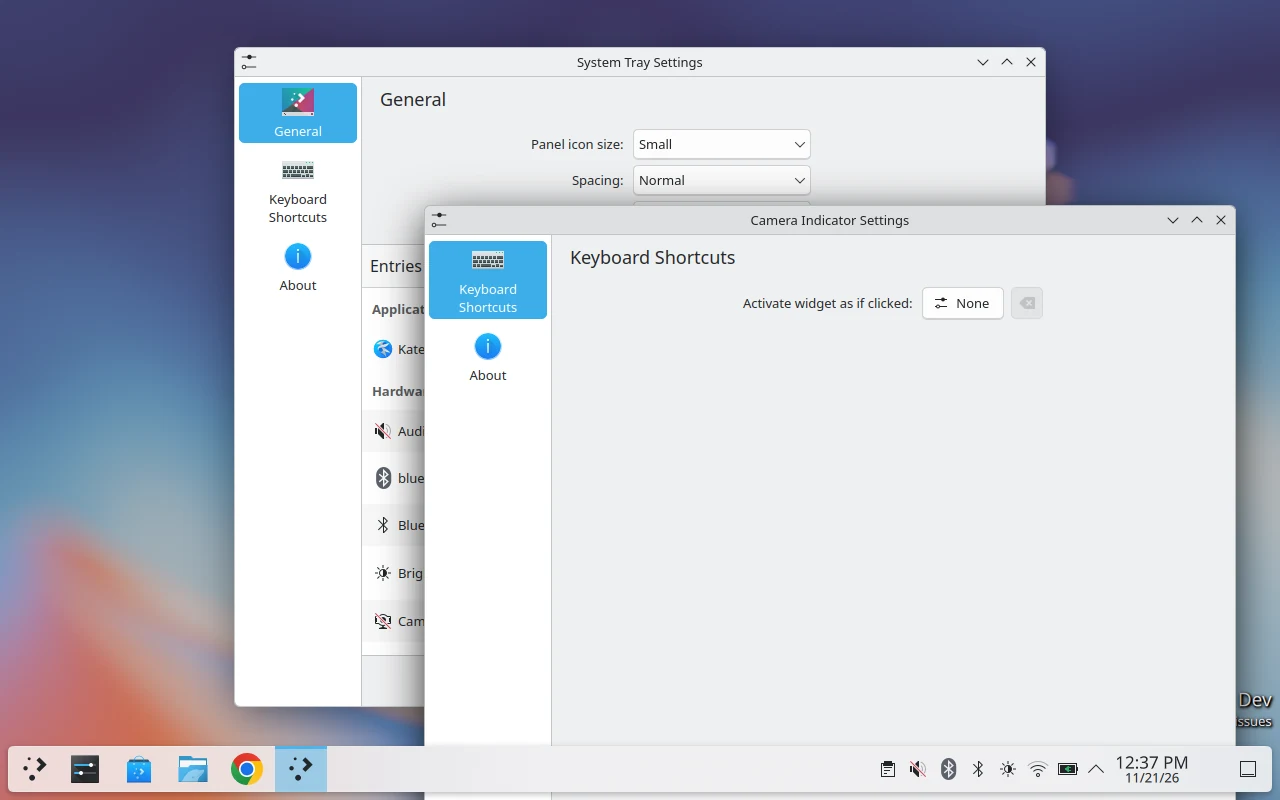 System Tray Settings
General
General
Panel icon size:
Small
Spacing:
Normal
Keyboard
Shortcuts
About
Entries
Kate
Camera Indicator Settings
Keyboard
Shortcuts
About
Keyboard Shortcuts
Activate widget as if clicked:
None
Dev
issues
12:37 PM
11/21/26